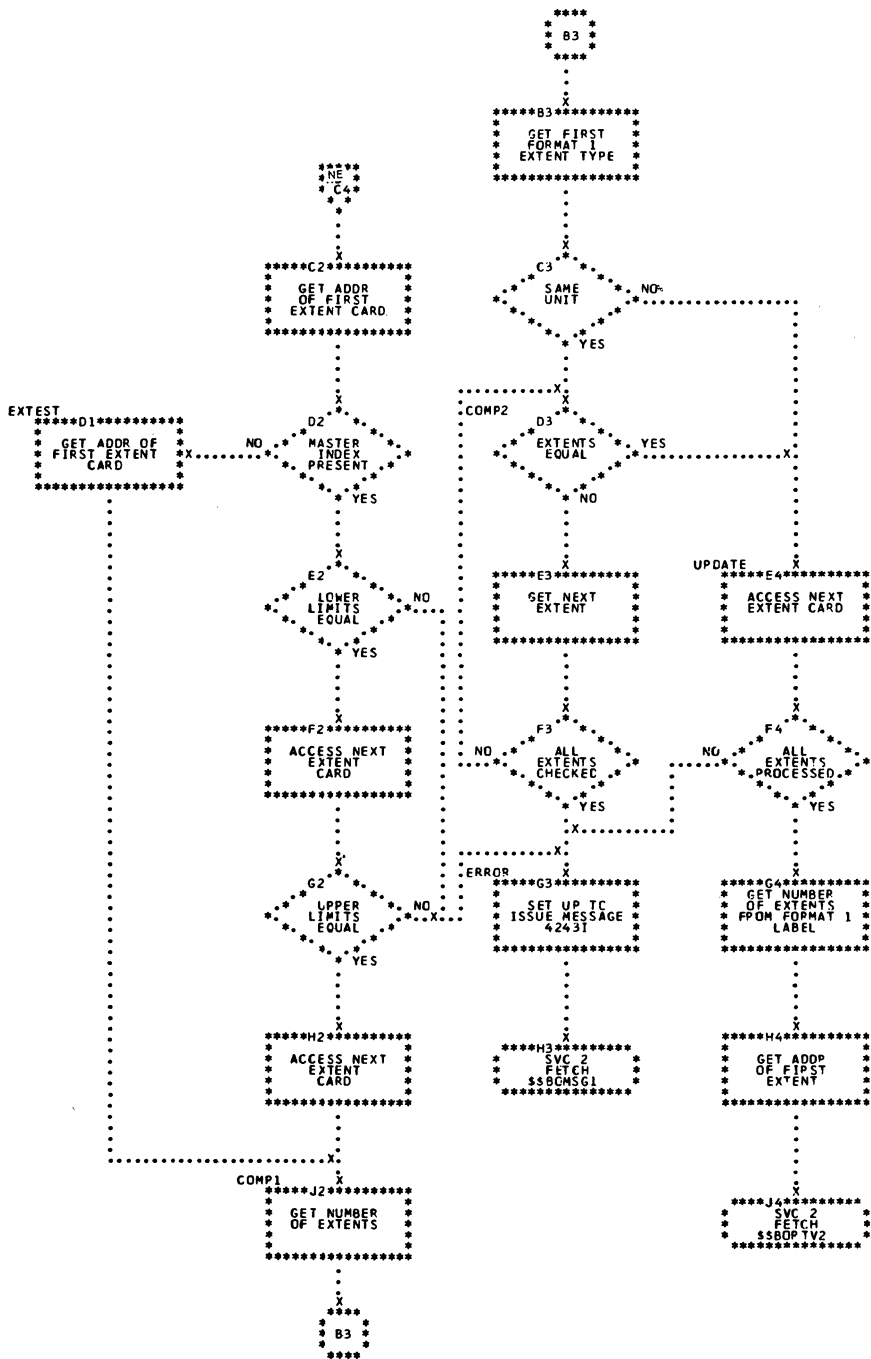 B3
B3
GET FIRST
FORMAT 1
EXTENT TYPE
NE
C4
C2
GET ADDR
OF FIRST
EXTENT CARD
C3
SAME
UNIT
NO
YES
EXTEST
D1
GET ADDR OF
FIRST EXTENT
CARD
NO
D2
MASTER
INDEX
PRESENT
YES
COMP2
D3
EXTENTS
EQUAL
YES
NO
E2
LOWER
LIMITS
EQUAL
NO
YES
E3
GET NEXT
EXTENT
UPDATE
E4
ACCESS NEXT
EXTENT CARD
F2
ACCESS NEXT
EXTENT
CARD
NO
F3
ALL
EXTENTS
CHECKED
YES
NO
F4
ALL
EXTENTS
PROCESSED
YES
G2
UPPER
LIMITS
EQUAL
NO
YES
ERROR
G3
SET UP TC
ISSUE MESSAGE
4243I
G4
GET NUMBER
OF EXTENTS
FROM FORMAT 1
LABEL
H2
ACCESS NEXT
EXTENT
CARD
H3
SVC 2
FETCH
$$BOMSG1
H4
GET ADDP
OF FIRST
EXTENT
COMP1
J2
GET NUMBER
OF EXTENTS
J4
SVC 2
FETCH
$$BOPTV2
B3